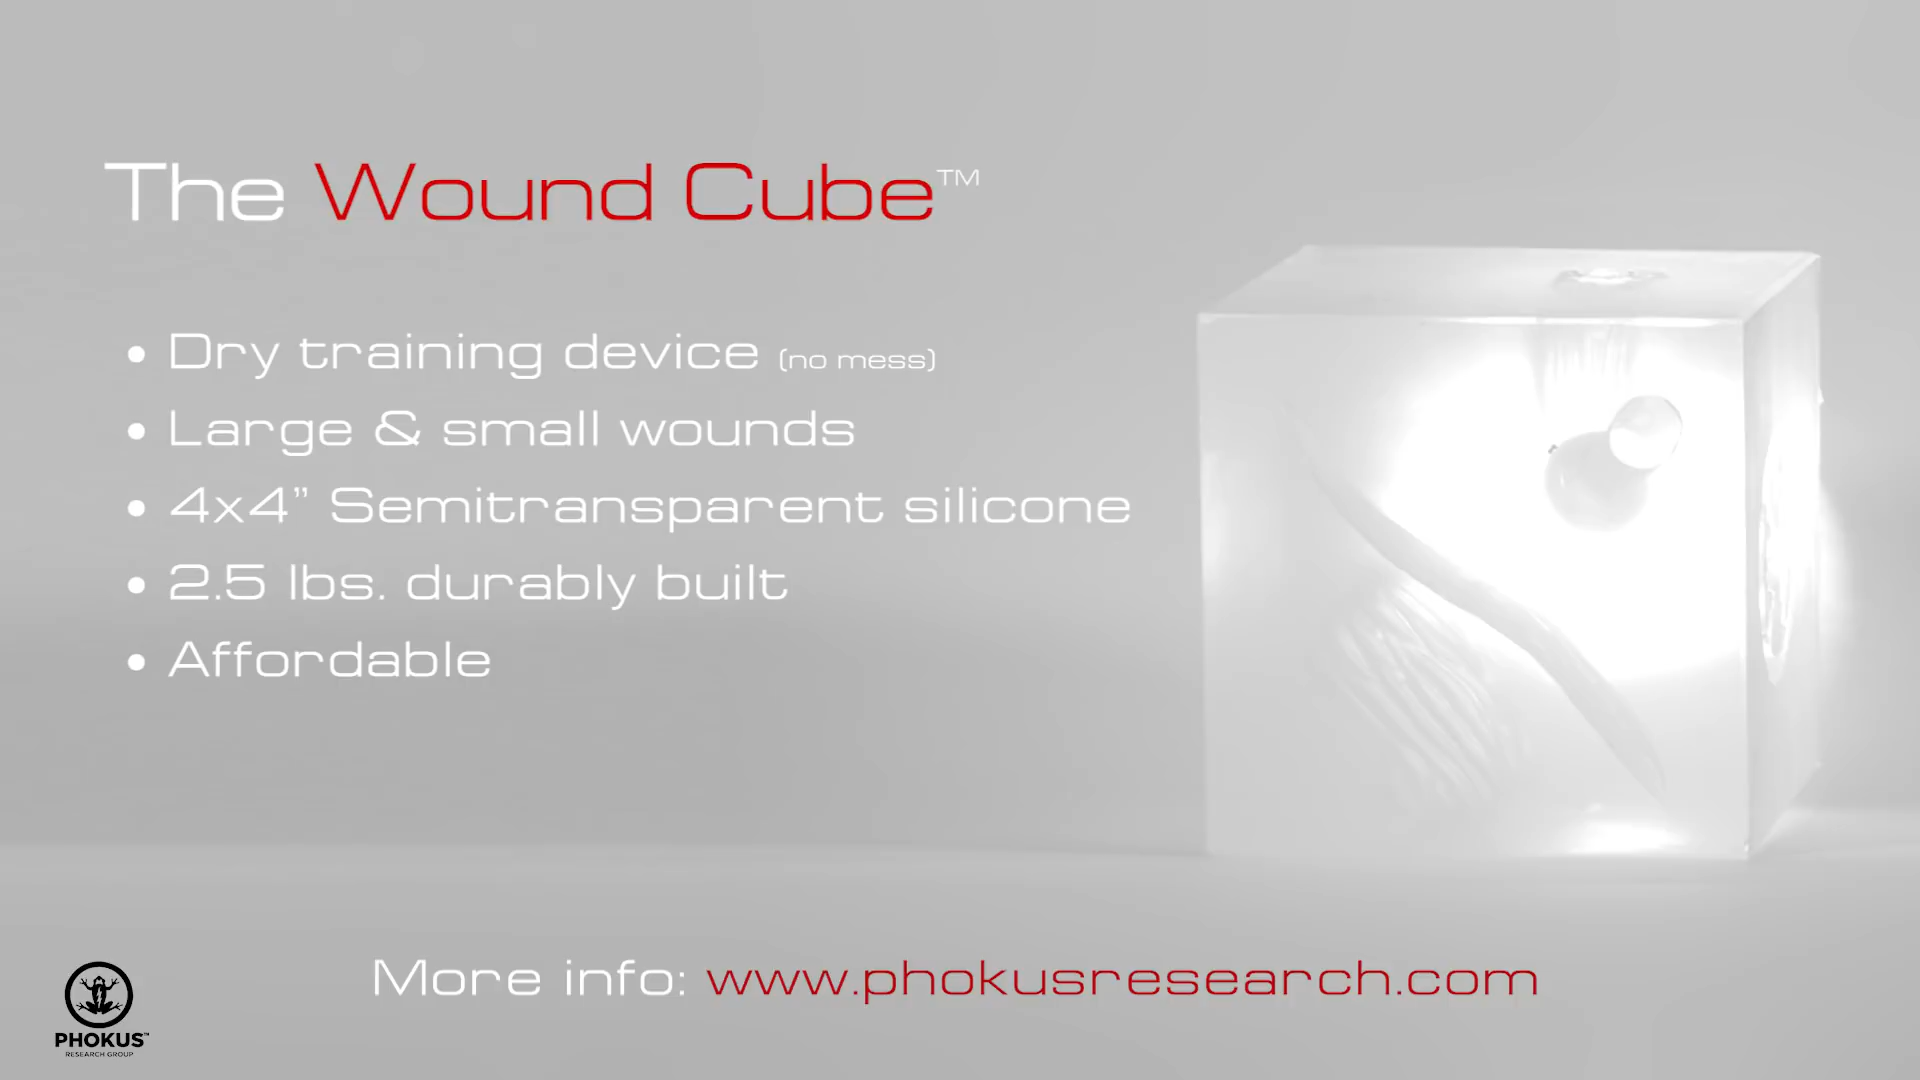 The Wound Cube™
• Dry training device (no mess)
• Large & small wounds
• 4x4” Semitransparent silicone
• 2.5 lbs. durably built
• Affordable
More info: www.phokusresearch.com
PHOKUS™
RESEARCH GROUP